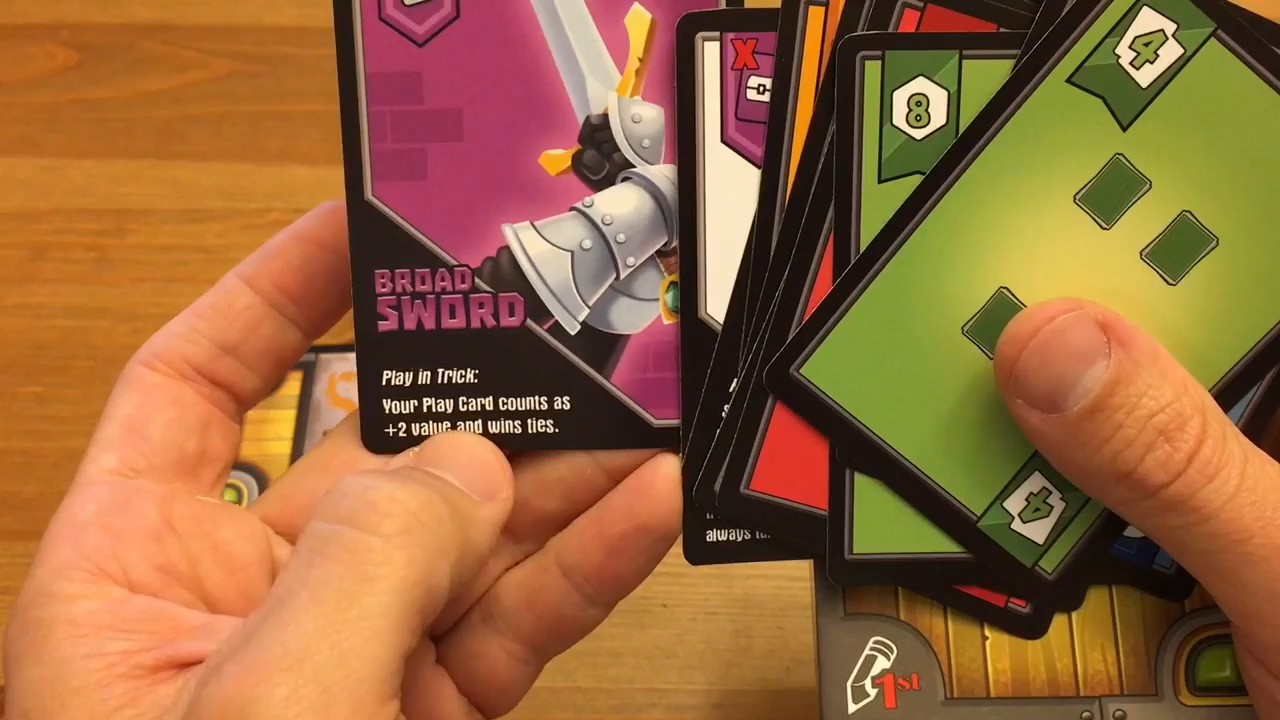 BROAD
SWORD
Play in Trick:
Your Play Card counts as
+2 value and wins ties.
X
8
4
4
always
1st